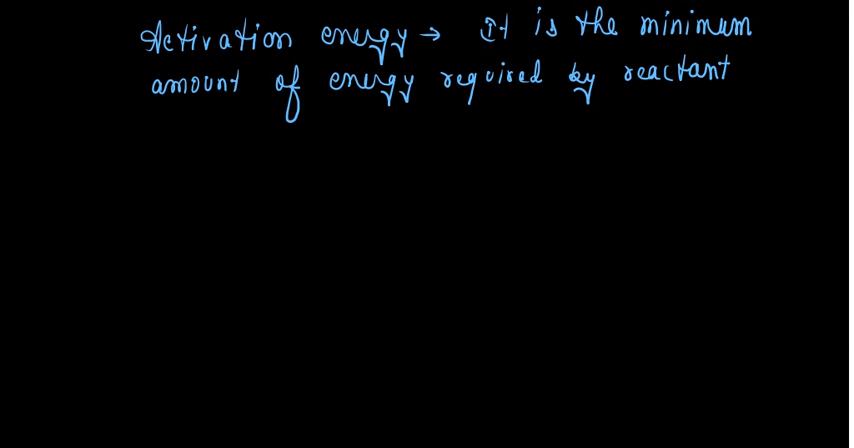 Activation energy → It is the minimum
amount of energy required by reactant